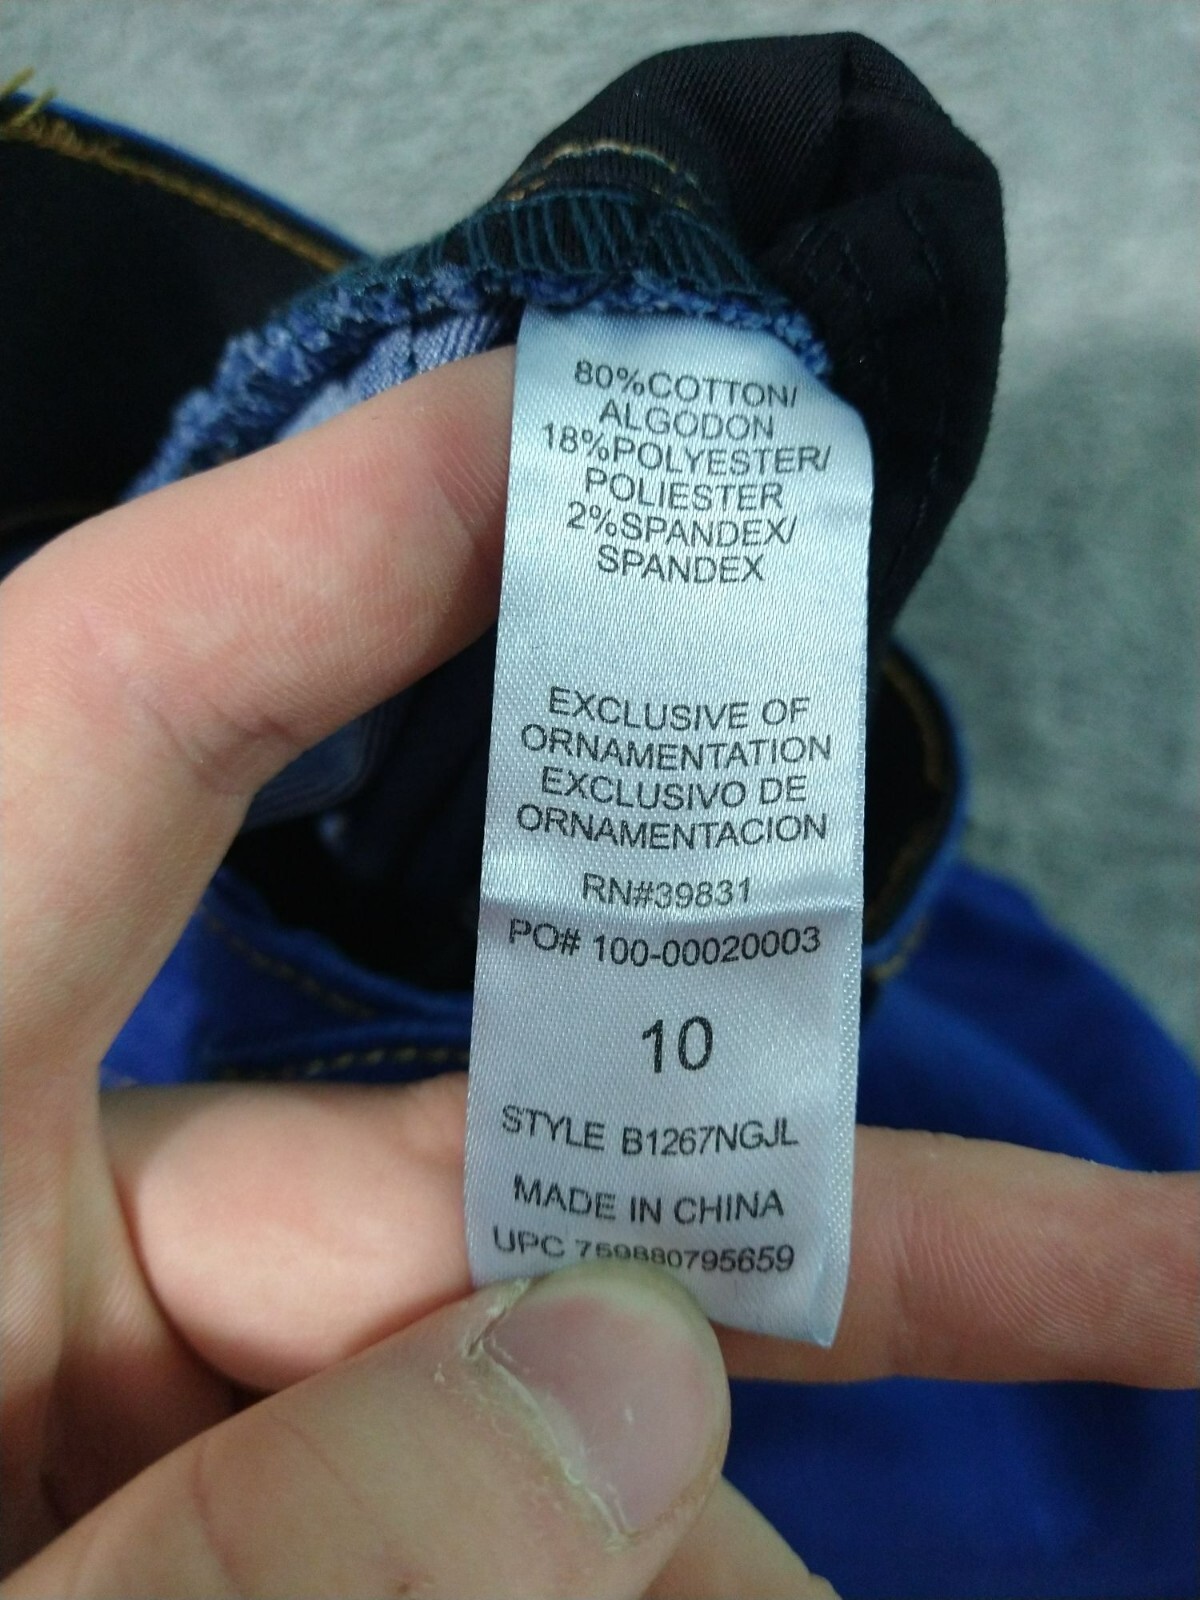 80%COTTON/
ALGODON
18%POLYESTER/
POLIESTER
2%SPANDEX/
SPANDEX
EXCLUSIVE OF
ORNAMENTATION
EXCLUSIVO DE
ORNAMENTACION
RN#39831
PO# 100-00020003
10
STYLE B1267NGJL
MADE IN CHINA
UPC 759880795659